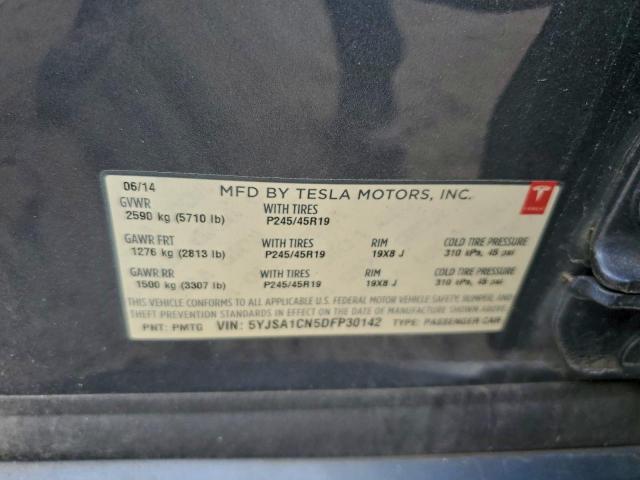 06/14 MFD BY TESLA MOTORS, INC.
GVWR WITH TIRES
2590 kg (5710 lb) P245/45R19
GAWR FRT WITH TIRES RIM COLD TIRE PRESSURE
1276 kg (2813 lb) P245/45R19 19X8 J 310 kPa, 45 psi
GAWR RR WITH TIRES RIM COLD TIRE PRESSURE
1500 kg (3307 lb) P245/45R19 19X8 J 310 kPa, 45 psi
THIS VEHICLE CONFORMS TO ALL APPLICABLE U.S. FEDERAL MOTOR VEHICLE SAFETY, BUMPER, AND
THEFT PREVENTION STANDARDS IN EFFECT ON THE DATE OF MANUFACTURE SHOWN ABOVE.
PNT: PMTG VIN: 5YJSA1CN5DFP30142 TYPE: PASSENGER CAR
TESLA